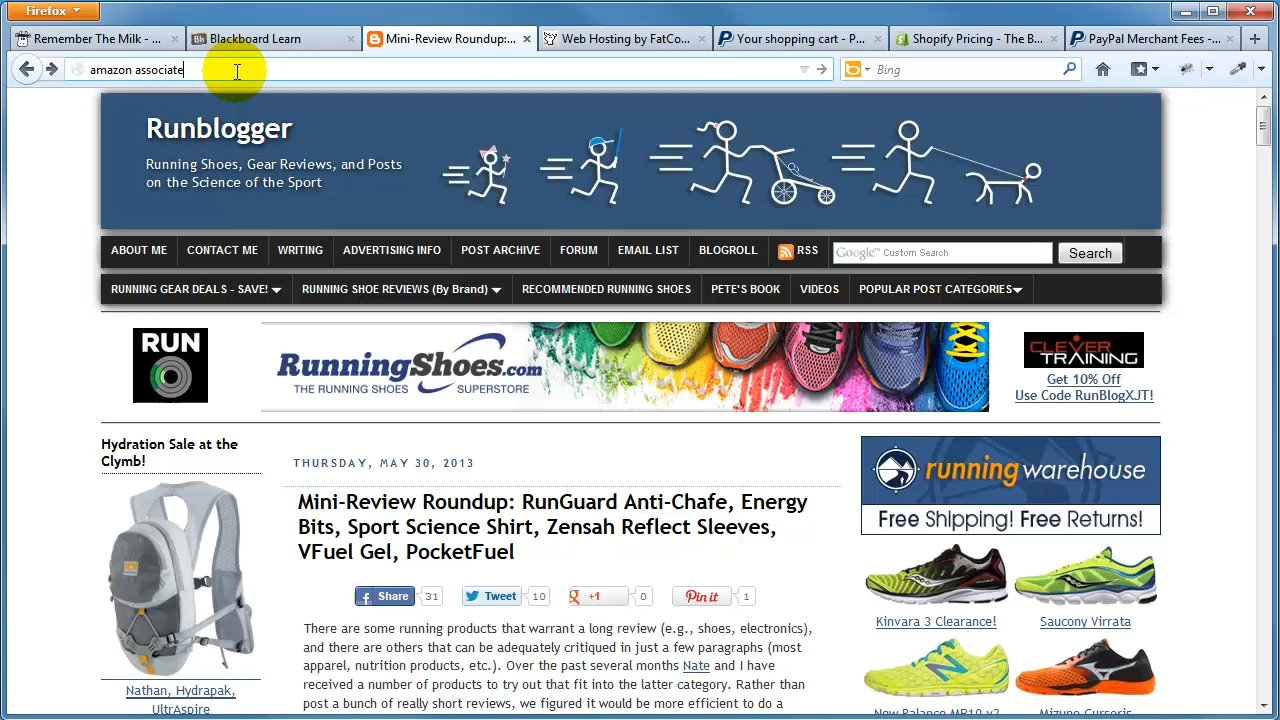 Firefox
Remember The Milk - ...
Bb Blackboard Learn
Mini-Review Roundup:...
Web Hosting by FatCo...
Your shopping cart - P...
Shopify Pricing - The B...
PayPal Merchant Fees -...
amazon associate
Bing
Runblogger
Running Shoes, Gear Reviews, and Posts
on the Science of the Sport
ABOUT ME
CONTACT ME
WRITING
ADVERTISING INFO
POST ARCHIVE
FORUM
EMAIL LIST
BLOGROLL
RSS
Google™ Custom Search
Search
RUNNING GEAR DEALS - SAVE!
RUNNING SHOE REVIEWS (By Brand)
RECOMMENDED RUNNING SHOES
PETE'S BOOK
VIDEOS
POPULAR POST CATEGORIES
RUN
RunningShoes.com
THE RUNNING SHOES SUPERSTORE
CLEVER
TRAINING
Get 10% Off
Use Code RunBlogXJT!
Hydration Sale at the
Clymb!
Nathan, Hydrapak,
UltrAspire
THURSDAY, MAY 30, 2013
Mini-Review Roundup: RunGuard Anti-Chafe, Energy
Bits, Sport Science Shirt, Zensah Reflect Sleeves,
VFuel Gel, PocketFuel
Share 31
Tweet 10
+1 0
Pin it 1
There are some running products that warrant a long review (e.g., shoes, electronics),
and there are others that can be adequately critiqued in just a few paragraphs (most
apparel, nutrition products, etc.). Over the past several months Nate and I have
received a number of products to try out that fit into the latter category. Rather than
post a bunch of really short reviews, we figured it would be more efficient to do a
runningwarehouse
Free Shipping! Free Returns!
Kinvara 3 Clearance!
Saucony Virrata
New Balance MR10 v2
Mizuno Cursoris